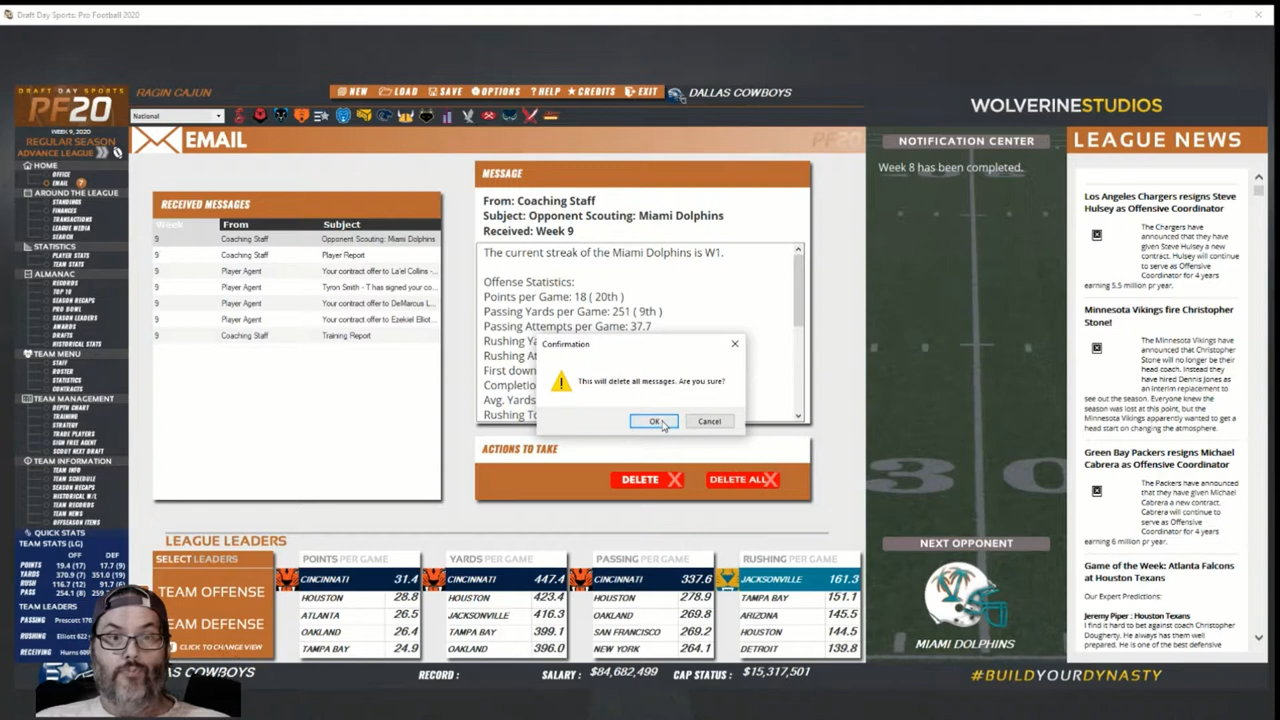 Draft Day Sports: Pro Football 2020
DRAFT DAY SPORTS
PF20
WEEK 9, 2020
REGULAR SEASON
ADVANCE LEAGUE
RAGIN CAJUN
NEW LOAD SAVE OPTIONS ? HELP CREDITS EXIT
DALLAS COWBOYS
WOLVERINESTUDIOS
National
EMAIL
PF20
NOTIFICATION CENTER
LEAGUE NEWS
HOME
OFFICE
EMAIL 7
AROUND THE LEAGUE
STANDINGS
FINANCES
TRANSACTIONS
LEAGUE MEDIA
SEARCH
STATISTICS
PLAYER STATS
TEAM STATS
ALMANAC
RECORDS
TOP 10
SEASON RECAPS
PRO BOWL
SEASON LEADERS
AWARDS
DRAFTS
HISTORICAL STATS
TEAM MENU
STAFF
ROSTER
STATISTICS
CONTRACTS
TEAM MANAGEMENT
DEPTH CHART
TRAINING
STRATEGY
TRADE PLAYERS
SIGN FREE AGENT
SCOUT NEXT DRAFT
TEAM INFORMATION
TEAM INFO
TEAM SCHEDULE
SEASON RECAPS
HISTORICAL W/L
TEAM RECORDS
TEAM NEWS
OFFSEASON ITEMS
QUICK STATS
TEAM STATS (LG)
OFF DEF
POINTS 19.4 (17) 17.7 (9)
YARDS 370.9 (7) 351.0 (19)
RUSH 116.7 (12) 91.7 (6)
PASS 254.1 (8) 259.
TEAM LEADERS
PASSING Prescott 176
RUSHING Elliott 622
RECEIVING Hurns 609
RECEIVED MESSAGES
Week From Subject
9 Coaching Staff Opponent Scouting: Miami Dolphins
9 Coaching Staff Player Report
9 Player Agent Your contract offer to La'el Collins -...
9 Player Agent Tyron Smith - T has signed your co...
9 Player Agent Your contract offer to DeMarcus L...
9 Player Agent Your contract offer to Ezekiel Elliot...
9 Coaching Staff Training Report
MESSAGE
From: Coaching Staff
Subject: Opponent Scouting: Miami Dolphins
Received: Week 9
The current streak of the Miami Dolphins is W1.
Offense Statistics:
Points per Game: 18 ( 20th )
Passing Yards per Game: 251 ( 9th )
Passing Attempts per Game: 37.7
Rushing Ya
Rushing At
First down
Completio
Avg. Yards
Rushing To
Confirmation
This will delete all messages. Are you sure?
OK Cancel
ACTIONS TO TAKE
DELETE X DELETE ALL X
Week 8 has been completed.
30
NEXT OPPONENT
MIAMI DOLPHINS
Los Angeles Chargers resigns Steve
Hulsey as Offensive Coordinator
The Chargers have
announced that they have
given Steve Hulsey a new
contract. Hulsey will
continue to serve as
Offensive Coordinator
for 4 years
earning 5.5 million pr year.
Minnesota Vikings fire Christopher
Stone!
The Minnesota Vikings have
announced that Christopher
Stone will no longer be
their head coach. Instead
they have hired Dennis Jones as
an interim replacement to
see out the season. Everyone knew the
season was lost at this point, but the
Minnesota Vikings apparently wanted to get a
head start on changing the atmosphere.
Green Bay Packers resigns Michael
Cabrera as Offensive Coordinator
The Packers have announced
that they have given Michael
Cabrera a new contract.
Cabrera will continue to
serve as Offensive
Coordinator for 4 years
earning 6 million pr year.
Game of the Week: Atlanta Falcons
at Houston Texans
Our Expert Predictions:
Jeremy Piper : Houston Texans
I find it hard to bet against coach Christopher
Dougherty. He always has them well
prepared. He is one of the best defensive
LEAGUE LEADERS
SELECT LEADERS
TEAM OFFENSE
TEAM DEFENSE
CLICK TO CHANGE VIEW
POINTS PER GAME
CINCINNATI 31.4
HOUSTON 28.8
ATLANTA 26.5
OAKLAND 26.4
TAMPA BAY 24.9
YARDS PER GAME
CINCINNATI 447.4
HOUSTON 423.4
JACKSONVILLE 416.3
TAMPA BAY 399.1
OAKLAND 396.0
PASSING PER GAME
CINCINNATI 337.6
HOUSTON 278.9
OAKLAND 269.8
SAN FRANCISCO 269.2
NEW YORK 264.1
RUSHING PER GAME
JACKSONVILLE 161.3
TAMPA BAY 151.1
ARIZONA 145.5
HOUSTON 144.5
DETROIT 139.8
LAS COWBOYS
RECORD :
SALARY : $84,682,499
CAP STATUS : $15,317,501
#BUILDYOURDYNASTY